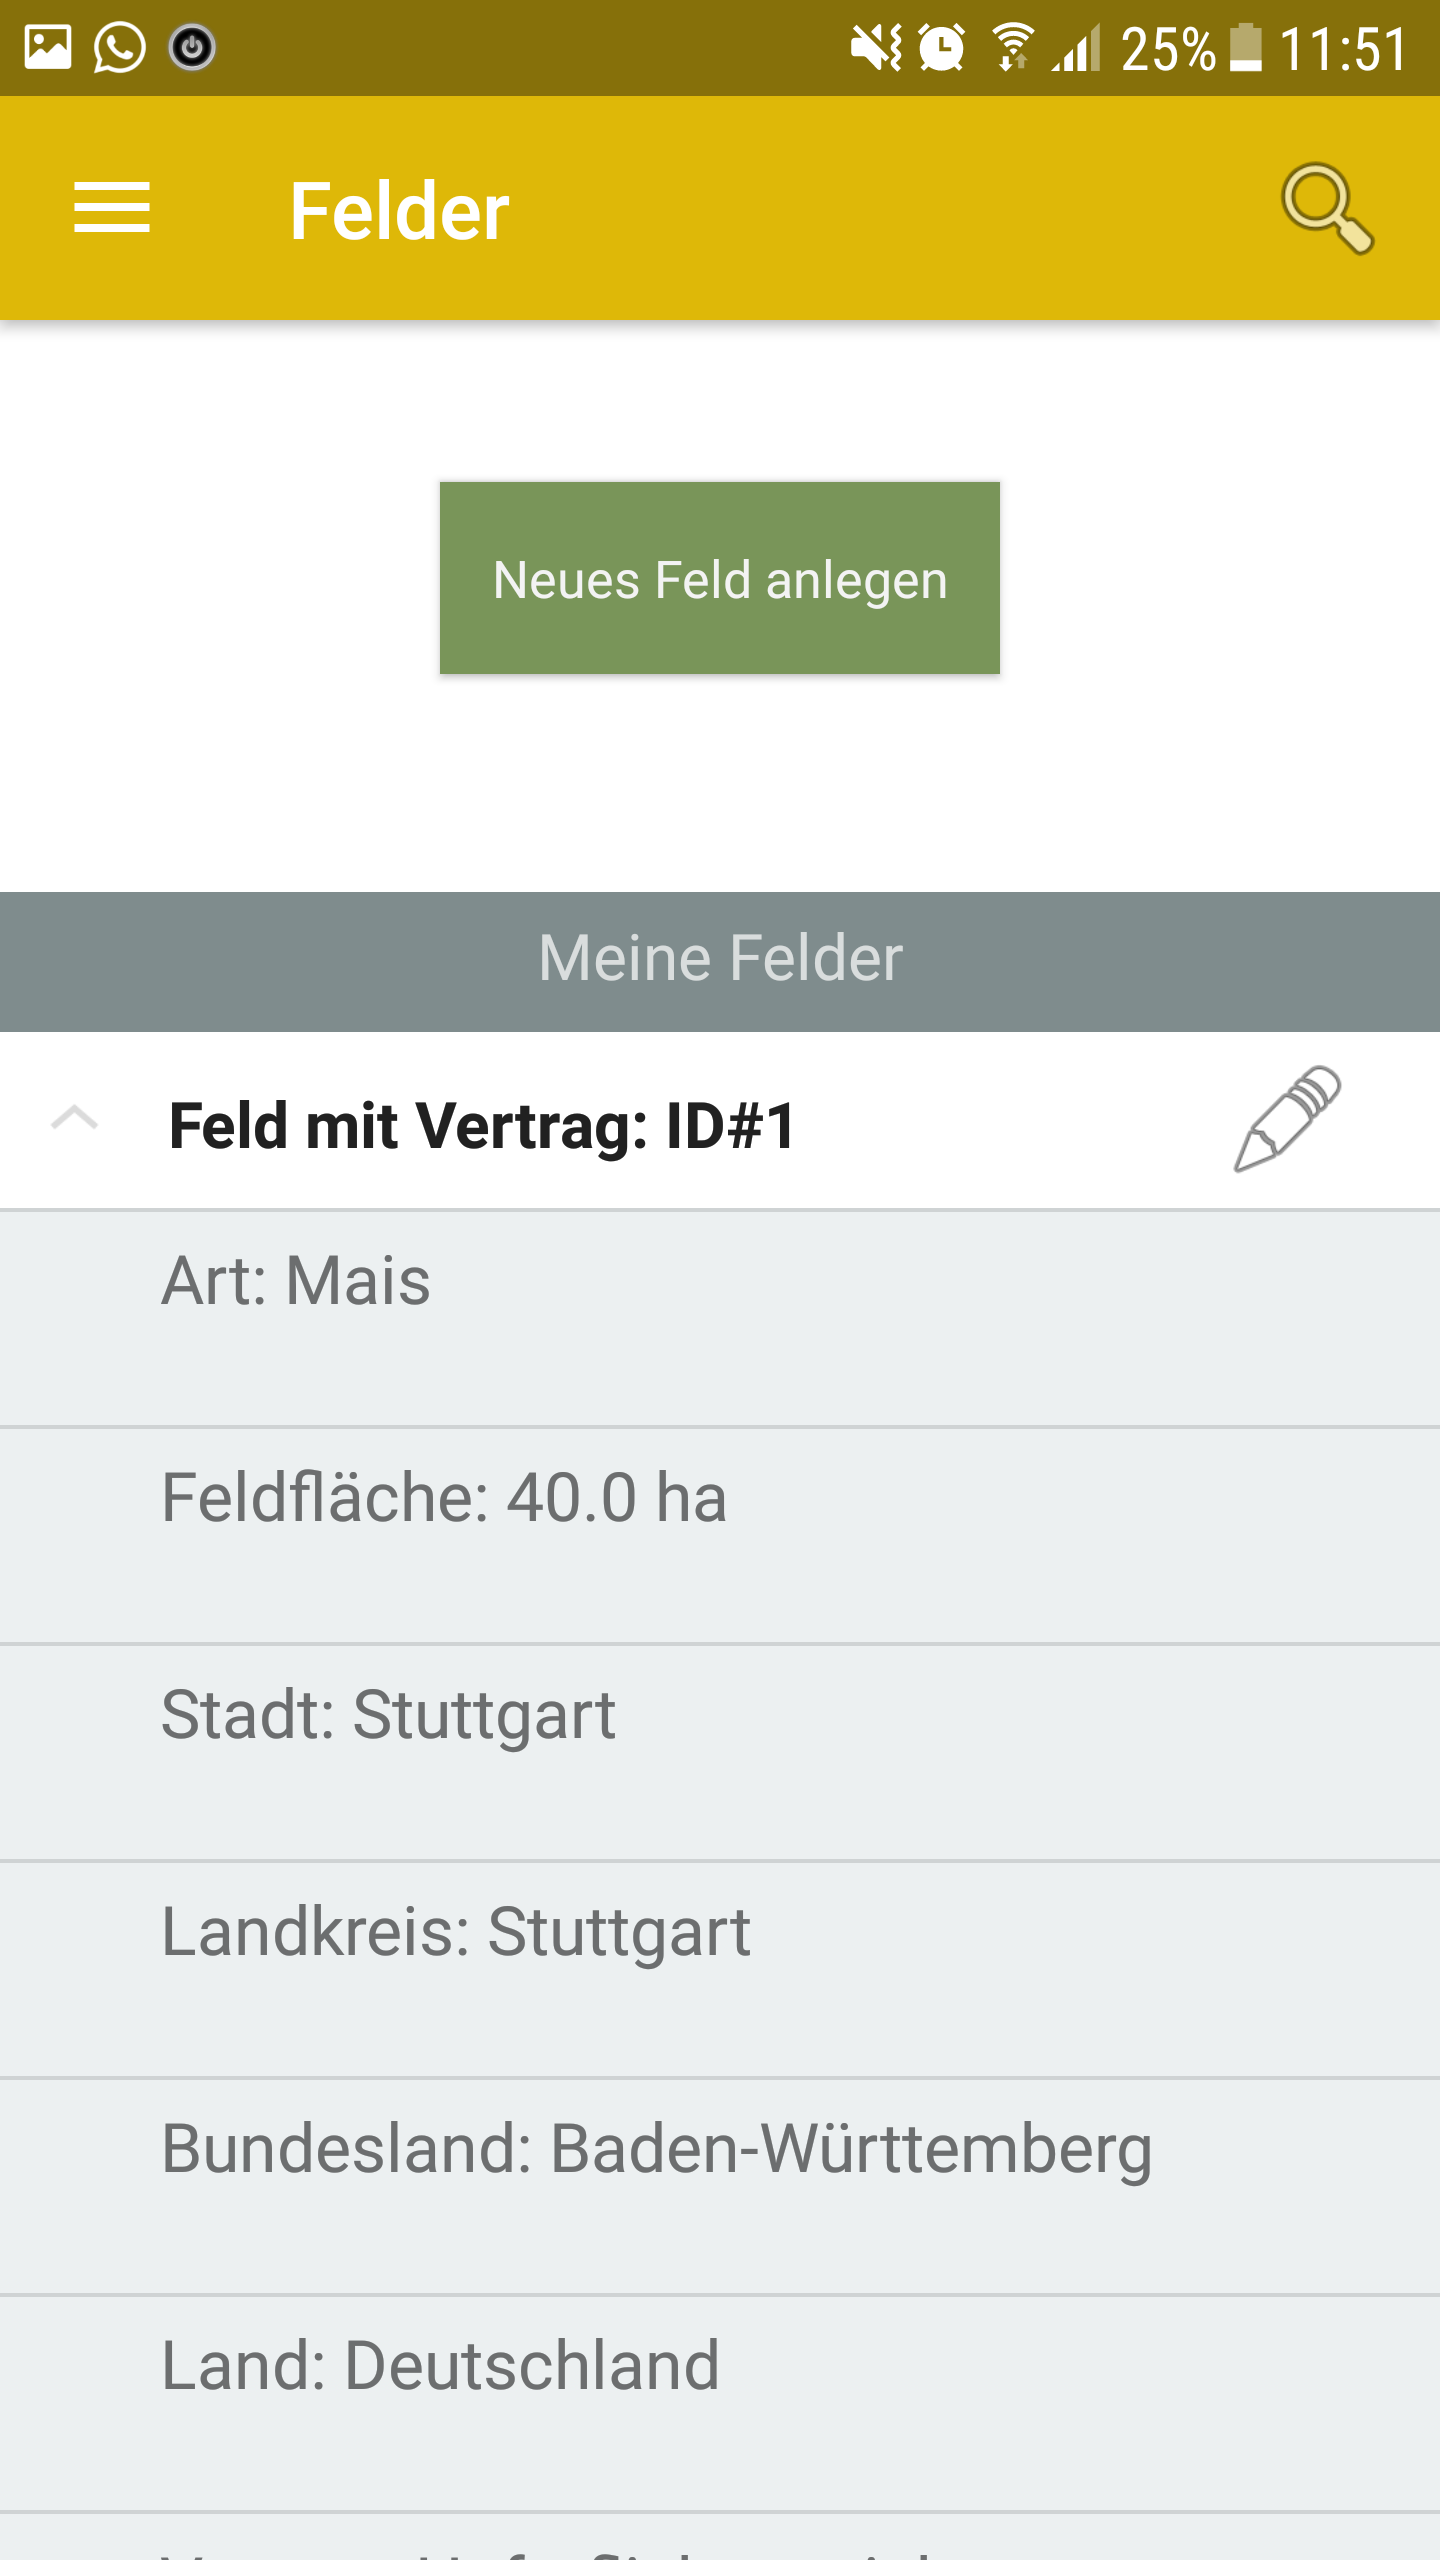 25% 11:51
Felder
Neues Feld anlegen
Meine Felder
Feld mit Vertrag: ID#1
Art: Mais
Feldfläche: 40.0 ha
Stadt: Stuttgart
Landkreis: Stuttgart
Bundesland: Baden-Württemberg
Land: Deutschland